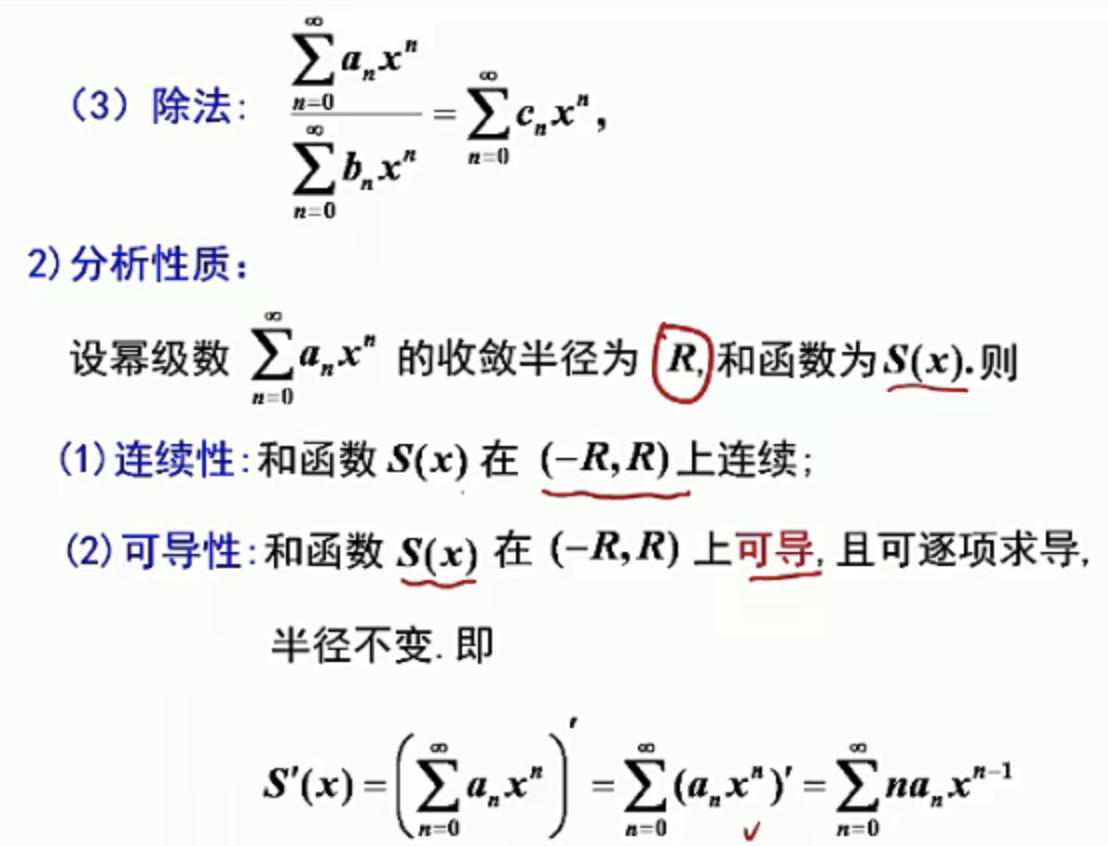 (3) 除法: \frac{\sum_{n=0}^{\infty} a_n x^n}{\sum_{n=0}^{\infty} b_n x^n} = \sum_{n=0}^{\infty} c_n x^n,
2)分析性质:
设幂级数 \sum_{n=0}^{\infty} a_n x^n 的收敛半径为 R, 和函数为 S(x). 则
(1)连续性:和函数 S(x) 在 (-R,R) 上连续;
(2)可导性:和函数 S(x) 在 (-R,R) 上可导, 且可逐项求导,
半径不变. 即
S'(x) = \left( \sum_{n=0}^{\infty} a_n x^n \right)' = \sum_{n=0}^{\infty} (a_n x^n)' = \sum_{n=0}^{\infty} n a_n x^{n-1}